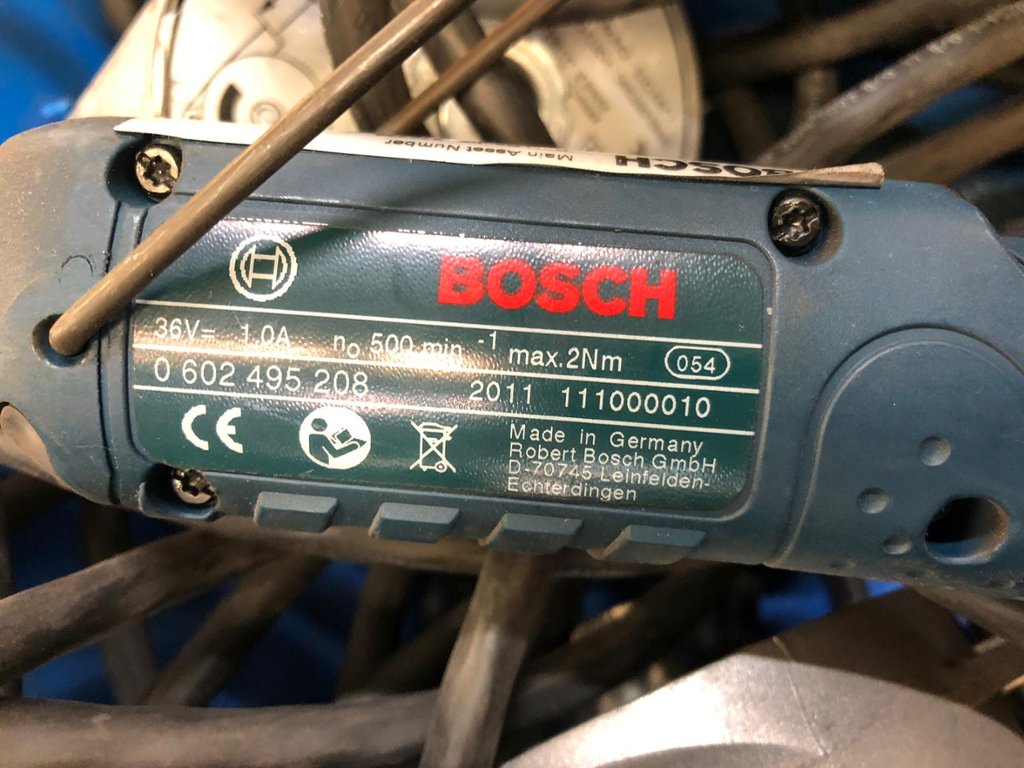 Main Asset Number
BOSCH
BOSCH
36V= 1.0A n₀ 500 min⁻¹ max.2Nm 054
0 602 495 208 2011 111000010
CE
Made in Germany
Robert Bosch GmbH
D-70745 Leinfelden-
Echterdingen